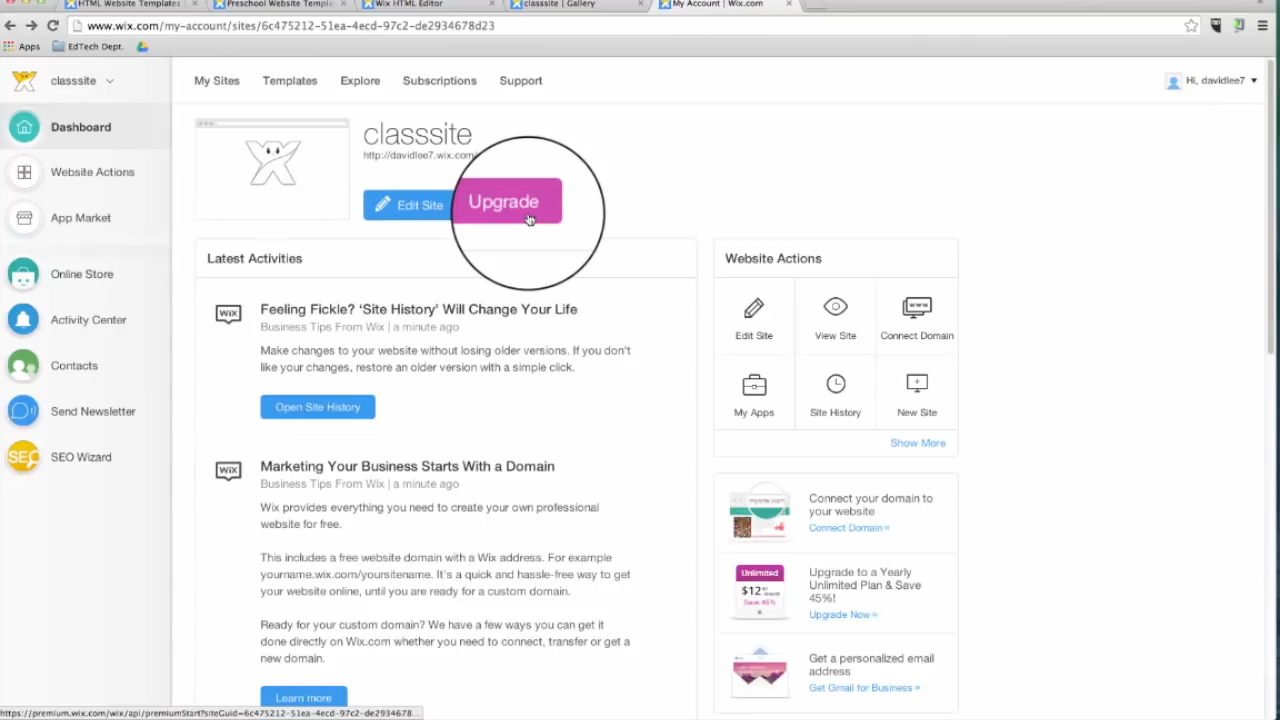 HTML Website Templates
Preschool Website Templa
Wix HTML Editor
classsite | Gallery
My Account | Wix.com
www.wix.com/my-account/sites/6c475212-51ea-4ecd-97c2-de2934678d23
Apps
EdTech Dept.
classsite
My Sites
Templates
Explore
Subscriptions
Support
Hi, davidlee7
Dashboard
Website Actions
App Market
Online Store
Activity Center
Contacts
Send Newsletter
SEO
SEO Wizard
classsite
http://davidlee7.wix.com/
Edit Site
Upgrade
Latest Activities
WiX
Feeling Fickle? ‘Site History’ Will Change Your Life
Business Tips From Wix | a minute ago
Make changes to your website without losing older versions. If you don't
like your changes, restore an older version with a simple click.
Open Site History
WiX
Marketing Your Business Starts With a Domain
Business Tips From Wix | a minute ago
Wix provides everything you need to create your own professional
website for free.
This includes a free website domain with a Wix address. For example
yourname.wix.com/yoursitename. It's a quick and hassle-free way to get
your website online, until you are ready for a custom domain.
Ready for your custom domain? We have a few ways you can get it
done directly on Wix.com whether you need to connect, transfer or get a
new domain.
Learn more
Website Actions
Edit Site
View Site
www
Connect Domain
My Apps
Site History
New Site
Show More
mysite.com
Connect your domain to
your website
Connect Domain »
Unlimited
$12
Save 45%
Upgrade to a Yearly
Unlimited Plan & Save
45%!
Upgrade Now »
Get a personalized email
address
Get Gmail for Business »
https://premium.wix.com/wix/api/premiumStart?siteGuid=6c475212-51ea-4ecd-97c2-de2934678...